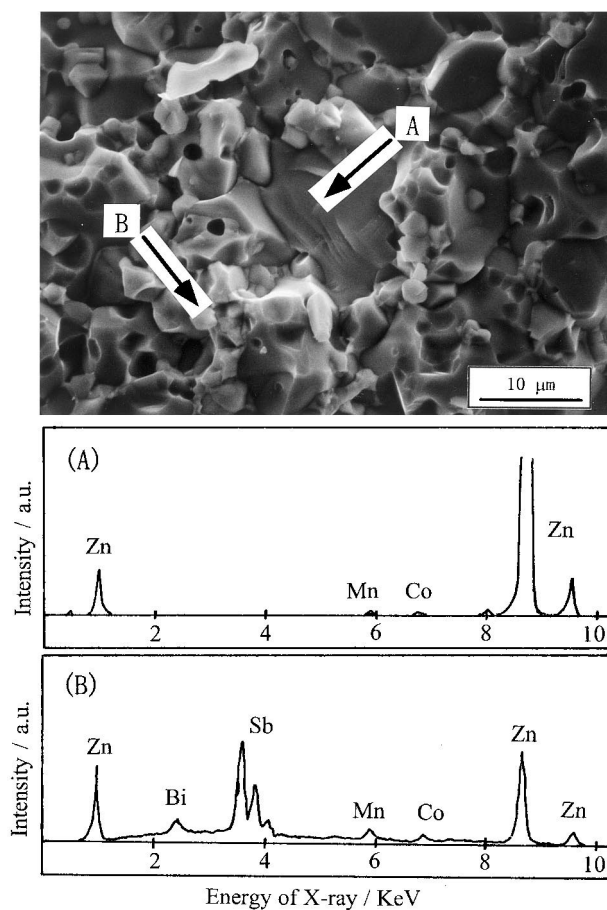 A
B
10 μm
(A)
Intensity / a.u.
Zn
Mn
Co
Zn
2
4
6
8
10
(B)
Intensity / a.u.
Zn
Bi
Sb
Mn
Co
Zn
Zn
2
4
6
8
10
Energy of X-ray / KeV